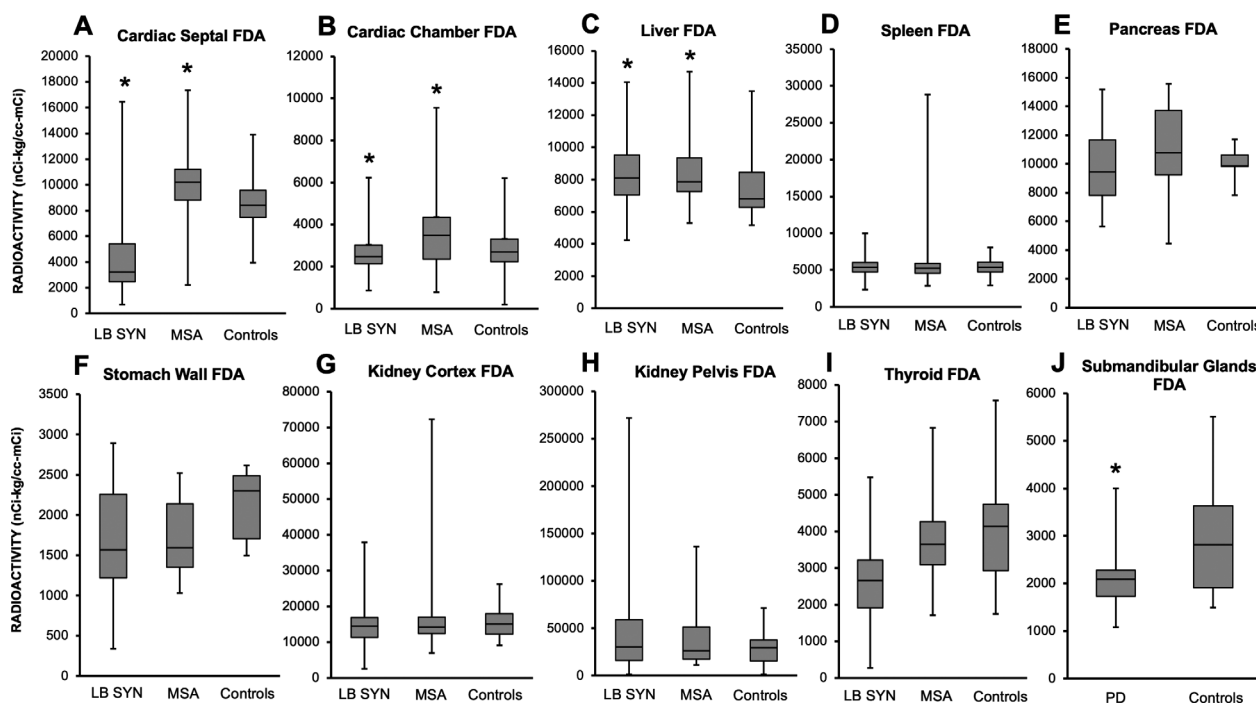 A
Cardiac Septal FDA
RADIOACTIVITY (nCi-kg/cc-mCi)
20000
18000
16000
14000
12000
10000
8000
6000
4000
2000
0
*
*
LB SYN MSA Controls
B
Cardiac Chamber FDA
12000
10000
8000
6000
4000
2000
0
*
*
LB SYN MSA Controls
C
Liver FDA
16000
14000
12000
10000
8000
6000
4000
2000
0
* *
LB SYN MSA Controls
D
Spleen FDA
35000
30000
25000
20000
15000
10000
5000
0
LB SYN MSA Controls
E
Pancreas FDA
18000
16000
14000
12000
10000
8000
6000
4000
2000
0
LB SYN MSA Controls
F
Stomach Wall FDA
RADIOACTIVITY (nCi-kg/cc-mCi)
3500
3000
2500
2000
1500
1000
500
0
LB SYN MSA Controls
G
Kidney Cortex FDA
80000
70000
60000
50000
40000
30000
20000
10000
0
LB SYN MSA Controls
H
Kidney Pelvis FDA
300000
250000
200000
150000
100000
50000
0
LB SYN MSA Controls
I
Thyroid FDA
8000
7000
6000
5000
4000
3000
2000
1000
0
LB SYN MSA Controls
J
Submandibular Glands
FDA
6000
5000
4000
3000
2000
1000
0
*
PD Controls